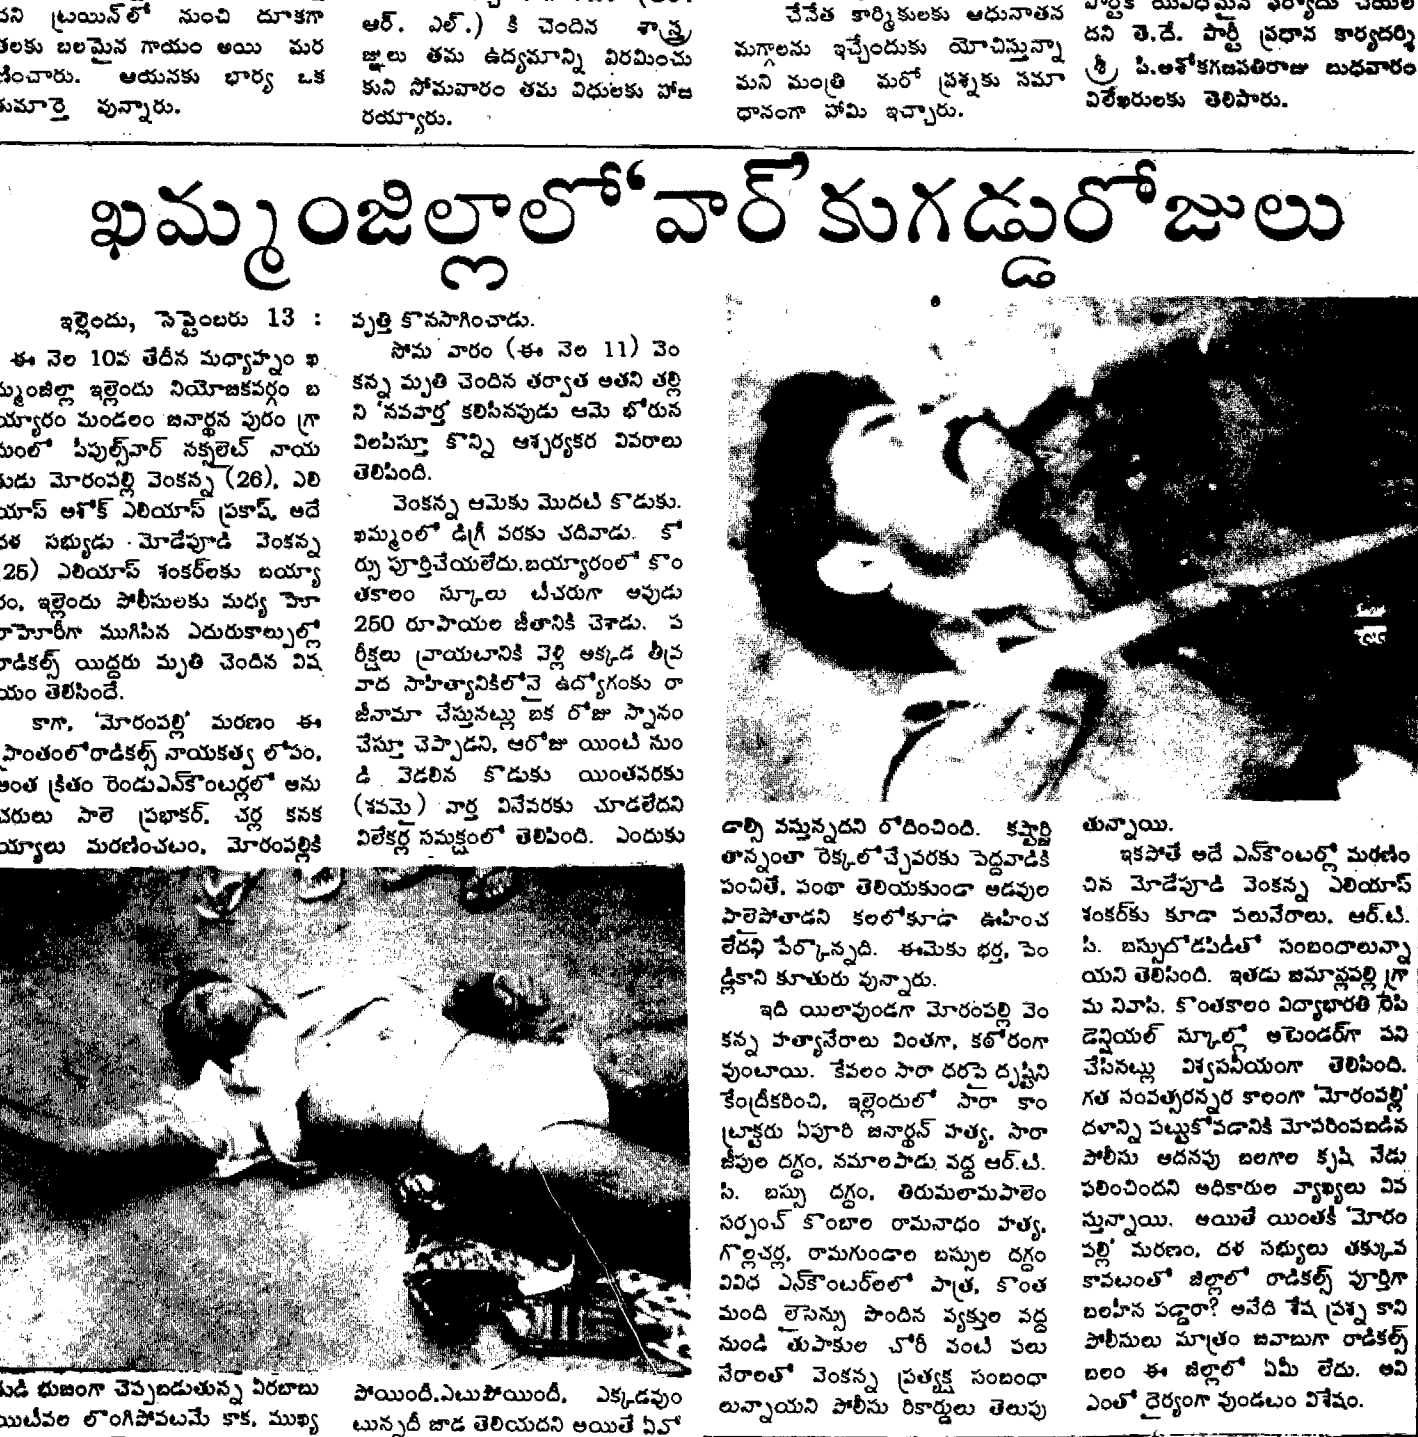 దని ట్రయిన్‌లో నుంచి దూకగా
తలకు బలమైన గాయం అయి మర
ణించారు. ఆయనకు భార్య ఒక
కుమార్తె వున్నారు.
ఆర్. ఎల్.) కి చెందిన శాస్త్ర
జ్ఞులు తమ ఉద్యమాన్ని విరమించు
కుని సోమవారం తమ విధులకు హాజ
రయ్యారు.
చేనేత కార్మికులకు ఆధునాతన
మగ్గాలను ఇచ్చేందుకు యోచిస్తున్నా
మని మంత్రి మరో ప్రశ్నకు సమా
ధానంగా హామి ఇచ్చారు.
దని తె.దే. పార్టీ ప్రధాన కార్యదర్శి
శ్రీ పి.అశోకగజపతిరాజు బుధవారం
విలేఖరులకు తెలిపారు.
ఖమ్మంజిల్లాలో 'వార్'కుగడ్డురోజులు
ఇల్లెందు, సెప్టెంబరు 13 :
ఈ నెల 10వ తేదీన మధ్యాహ్నం ఖ
మ్మంజిల్లా ఇల్లెందు నియోజకవర్గం బ
య్యారం మండలం జనార్థన పురం గ్రా
మంలో పీపుల్స్‌వార్ నక్సలైట్ నాయ
కుడు మోరంపల్లి వెంకన్న (26), ఎలి
యాస్ అశోక్ ఎలియాస్ ప్రకాష్, అదే
దళ సభ్యుడు మోదేపూడి వెంకన్న
(25) ఎలియాస్ శంకర్‌లకు బయ్యా
రం, ఇల్లెందు పోలీసులకు మధ్య హో
రాహోరీగా ముగిసిన ఎదురుకాల్పుల్లో
రాడికల్స్ యిద్దరు మృతి చెందిన విష
యం తెలిసిందే.
కాగా, 'మోరంపల్లి' మరణం ఈ
ప్రాంతంలోరాడికల్స్ నాయకత్వ లోపం,
అంత క్రితం రెండుఎన్‌కౌంటర్లలో అను
చరులు సాలె ప్రభాకర్, చర్ల కనక
య్యాలు మరణించటం, మోరంపల్లికి
కుడి భుజంగా చెప్పబడుతున్న వీరబాబు
యిటీవల లొంగిపోవటమే కాక, ముఖ్య
వృత్తి కొనసాగించాడు.
సోమ వారం (ఈ నెల 11) వెం
కన్న మృతి చెందిన తర్వాత అతని తల్లి
ని 'నవవార్త' కలిసినపుడు ఆమె భోరున
విలపిస్తూ కొన్ని ఆశ్చర్యకర వివరాలు
తెలిపింది.
వెంకన్న ఆమెకు మొదటి కొడుకు.
ఖమ్మంలో డిగ్రీ వరకు చదివాడు. కో
ర్సు పూర్తిచేయలేదు.బయ్యారంలో కొం
తకాలం స్కూలు టీచరుగా అపుడు
250 రూపాయల జీతానికి చేశాడు. ప
రీక్షలు వ్రాయటానికి వెళ్లి అక్కడ తీవ్ర
వాద సాహిత్యానికిలోనై ఉద్యోగంకు రా
జీనామా చేస్తునట్లు ఒక రోజు స్నానం
చేస్తూ చెప్పాడని, ఆరోజు యింటి నుం
డి వెడలిన కొడుకు యింతవరకు
(శవమై) వార్త వినేవరకు చూడలేదని
విలేకర్ల సమక్షంలో తెలిపింది. ఎందుకు
పోయిందీ.ఎటుపోయిందీ, ఎక్కడవుం
టున్నదీ జాడ తెలియదని అయితే ఏవో
డాల్సి వస్తున్నదని రోదించింది. కష్టార్జి
తాన్నంతా రెక్కలోచ్చేవరకు పెద్దవాడికి
పంచితే, పంథా తెలియకుండా అడవుల
పాలైపోతాడని కలలోకూడా ఊహించ
లేదని పేర్కొన్నది. ఈమెకు భర్త, పెం
డ్లికాని కూతురు వున్నారు.
ఇది యిలావుండగా మోరంపల్లి వెం
కన్న హత్యానేరాలు వింతగా, కఠోరంగా
వుంటాయి. కేవలం సారా ధరపై దృష్టిని
కేంద్రీకరించి, ఇల్లెందులో సారా కాం
ట్రాక్టరు ఏపూరి జనార్థన్ హత్య, సారా
జీపుల దగ్ధం, నమాలపాడు వద్ద ఆర్.టి.
సి. బస్సు దగ్ధం, తిరుమలామపాలెం
సర్పంచ్ కొంబాల రామనాధం హత్య,
గొల్లచర్ల, రామగుండాల బస్సుల దగ్ధం
వివిధ ఎన్‌కౌంటర్‌లలో పాత్ర, కొంత
మంది లైసెన్సు పొందిన వ్యక్తుల వద్ద
నుండి తుపాకుల చోరీ వంటి పలు
నేరాలతో వెంకన్న ప్రత్యక్ష సంబంధా
లున్నాయని పోలీసు రికార్డులు తెలుపు
తున్నాయి.
ఇకపోతే అదే ఎన్‌కౌంటర్లో మరణిం
చిన మోదేపూడి వెంకన్న ఎలియాస్
శంకర్‌కు కూడా పలునేరాలు, ఆర్.టి.
సి. బస్సుదోపిడీతో సంబంధాలున్నా
యని తెలిసింది. ఇతడు జమాన్లపల్లి గ్రా
మ నివాసి. కొంతకాలం విద్యాభారతి రెసి
డెన్షియల్ స్కూల్లో అటెండర్‌గా పని
చేసినట్లు విశ్వసనీయంగా తెలిసింది.
గత సంవత్సరన్నర కాలంగా 'మోరంపల్లి'
దళాన్ని పట్టుకోవడానికి మోహరింపబడిన
పోలీసు అదనపు బలగాల కృషి నేడు
ఫలించిందని అధికారుల వ్యాఖ్యలు వివ
స్తున్నాయి. అయితే యింతకీ 'మోరం
పల్లి' మరణం, దళ సభ్యులు తక్కువ
కావటంతో జిల్లాలో రాడికల్స్ పూర్తిగా
బలహీన పడ్డారా? అనేది శేష ప్రశ్న కాని
పోలీసులు మాత్రం జవాబుగా రాడికల్స్
బలం ఈ జిల్లాలో ఏమీ లేదు. అవి
ఎంతో ధైర్యంగా వుండటం విశేషం.